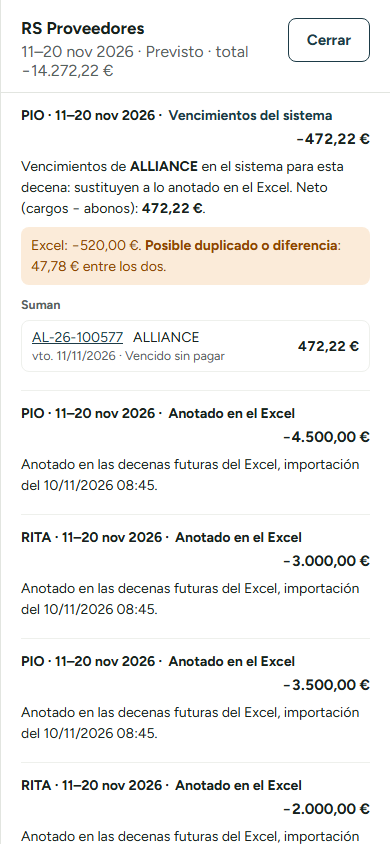 RS Proveedores
11–20 nov 2026 · Previsto · total
−14.272,22 €
Cerrar
PIO · 11–20 nov 2026 · Vencimientos del sistema
−472,22 €
Vencimientos de ALLIANCE en el sistema para esta
decena: sustituyen a lo anotado en el Excel. Neto
(cargos − abonos): 472,22 €.
Excel: −520,00 €. Posible duplicado o diferencia:
47,78 € entre los dos.
Suman
AL-26-100577 ALLIANCE
vto. 11/11/2026 · Vencido sin pagar
472,22 €
PIO · 11–20 nov 2026 · Anotado en el Excel
−4.500,00 €
Anotado en las decenas futuras del Excel, importación
del 10/11/2026 08:45.
RITA · 11–20 nov 2026 · Anotado en el Excel
−3.000,00 €
Anotado en las decenas futuras del Excel, importación
del 10/11/2026 08:45.
PIO · 11–20 nov 2026 · Anotado en el Excel
−3.500,00 €
Anotado en las decenas futuras del Excel, importación
del 10/11/2026 08:45.
RITA · 11–20 nov 2026 · Anotado en el Excel
−2.000,00 €
Anotado en las decenas futuras del Excel, importación